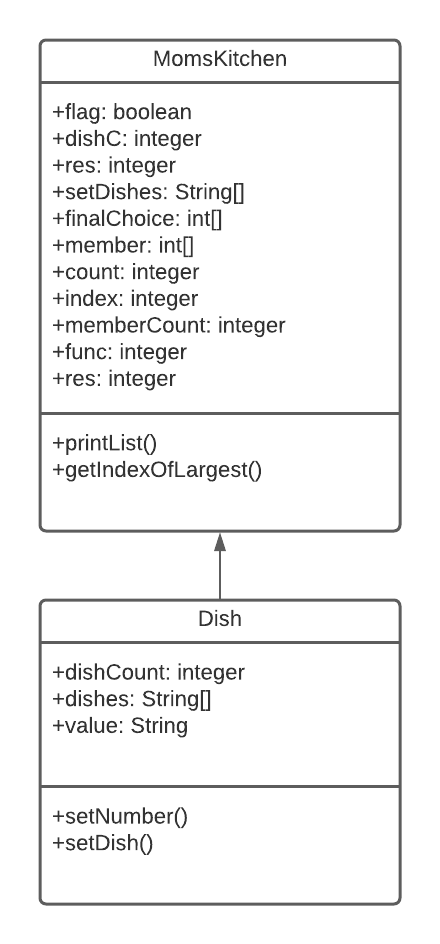 MomsKitchen
+flag: boolean
+dishC: integer
+res: integer
+setDishes: String[]
+finalChoice: int[]
+member: int[]
+count: integer
+index: integer
+memberCount: integer
+func: integer
+res: integer
+printList()
+getIndexOfLargest()
Dish
+dishCount: integer
+dishes: String[]
+value: String
+setNumber()
+setDish()